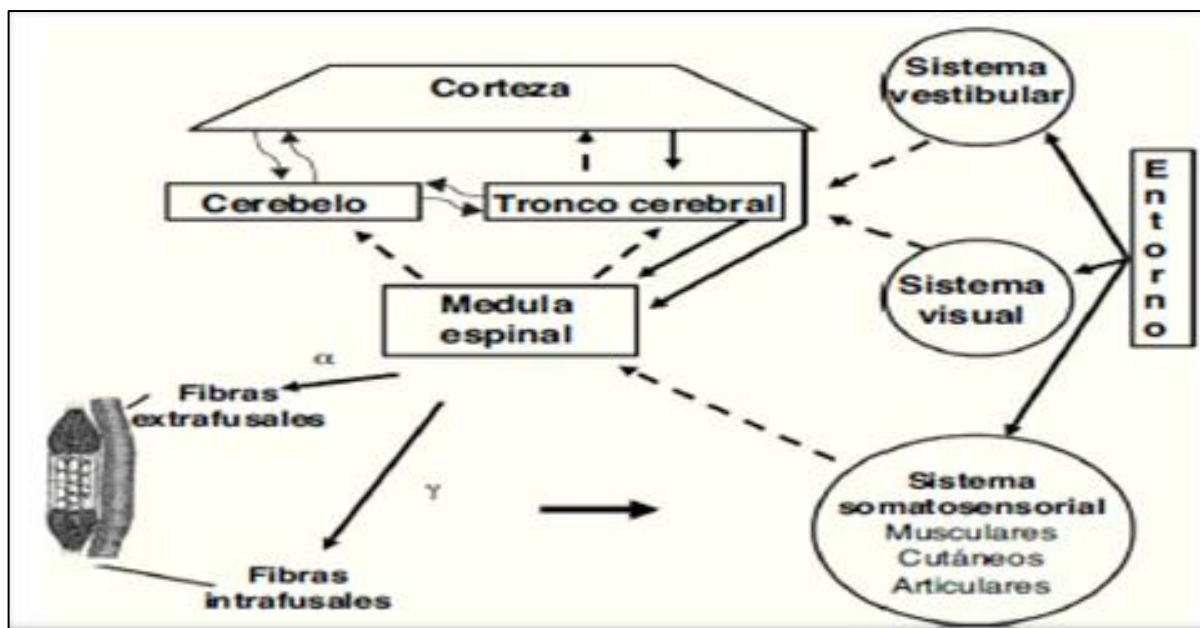 Corteza
Cerebelo
Tronco cerebral
Medula
espinal
α
Fibras
extrafusales
γ
Fibras
intrafusales
Sistema
vestibular
Sistema
visual
Sistema
somatosensorial
Musculares
Cutáneos
Articulares
Entorno